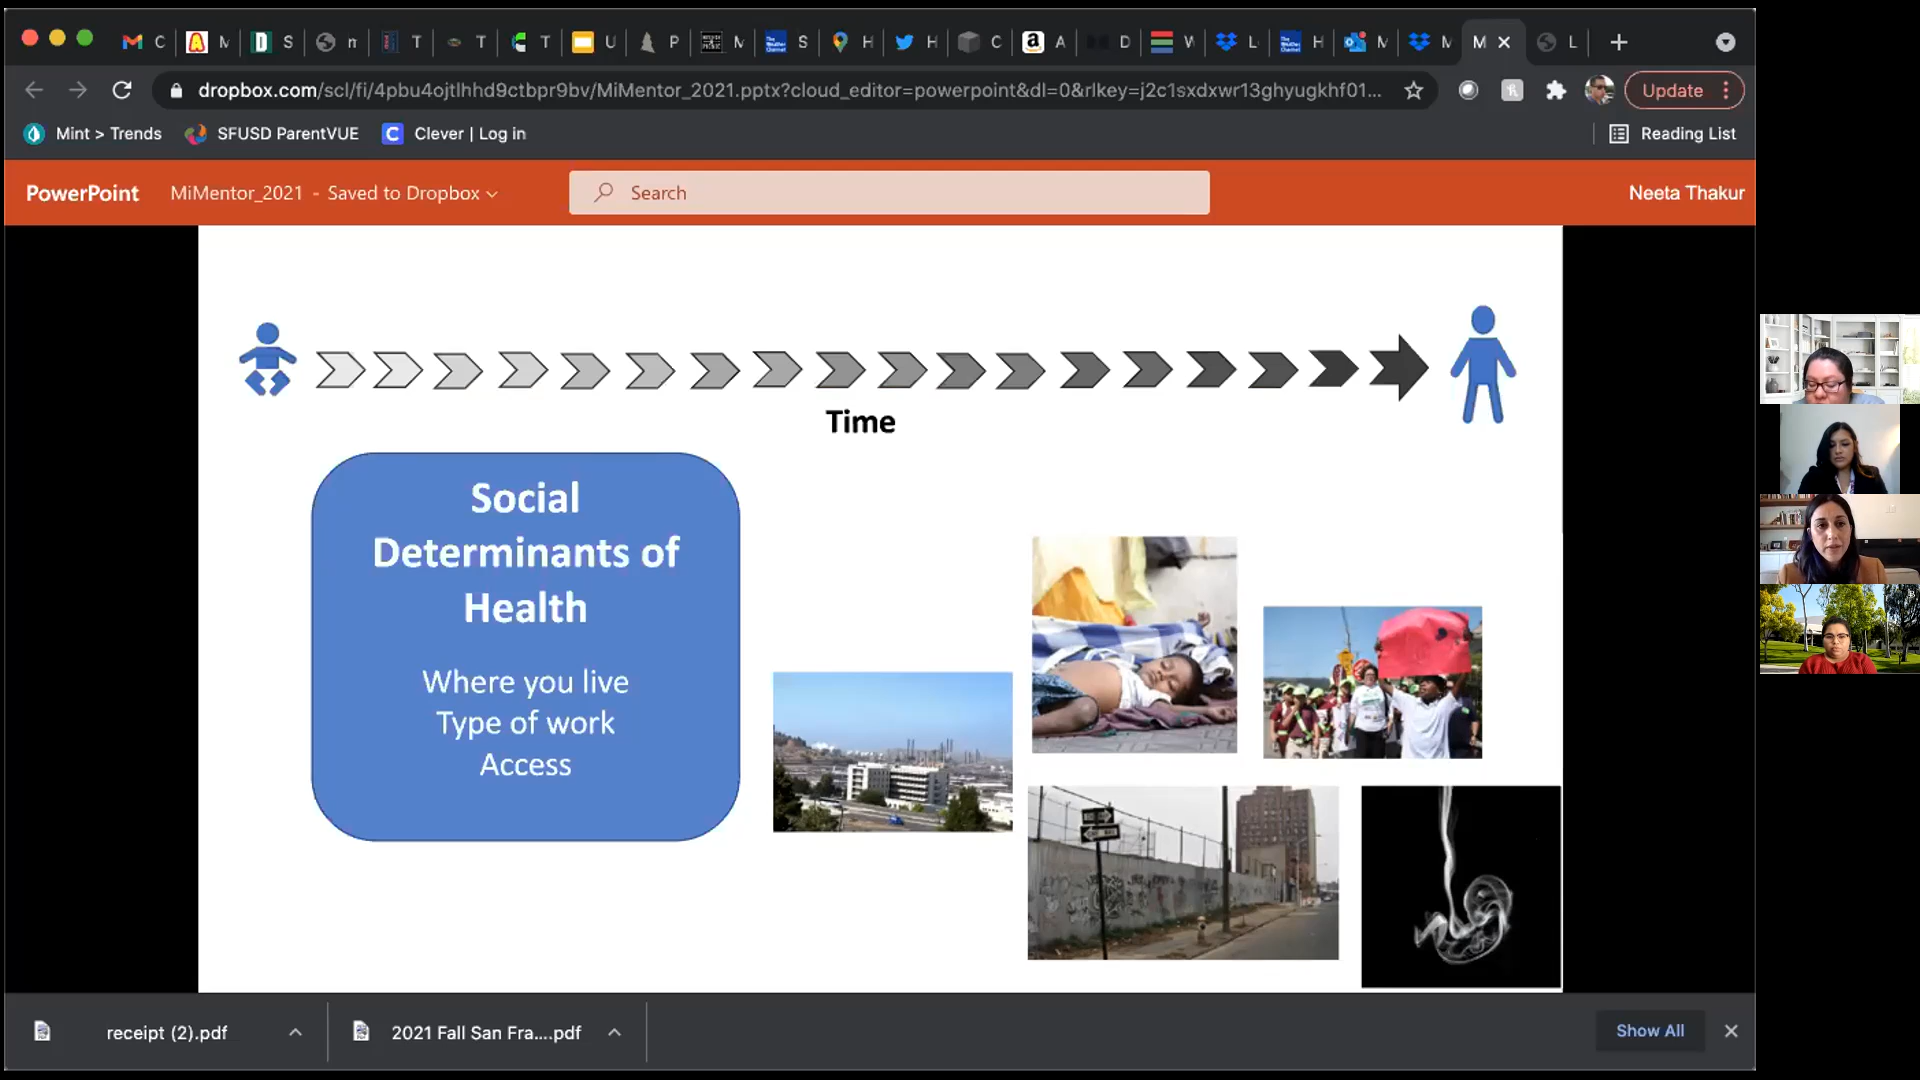 C
M
S
n
T
T
T
U
P
M
S
H
H
C
A
D
W
L
H
M
M
M
L
dropbox.com/scl/fi/4pbu4ojtlhhd9ctbpr9bv/MiMentor_2021.pptx?cloud_editor=powerpoint&dl=0&rlkey=j2c1sxdxwr13ghyugkhf01...
Update
Mint > Trends
SFUSD ParentVUE
Clever | Log in
Reading List
PowerPoint
MiMentor_2021 - Saved to Dropbox
Search
Neeta Thakur
Time
Social
Determinants of
Health
Where you live
Type of work
Access
receipt (2).pdf
2021 Fall San Fra....pdf
Show All